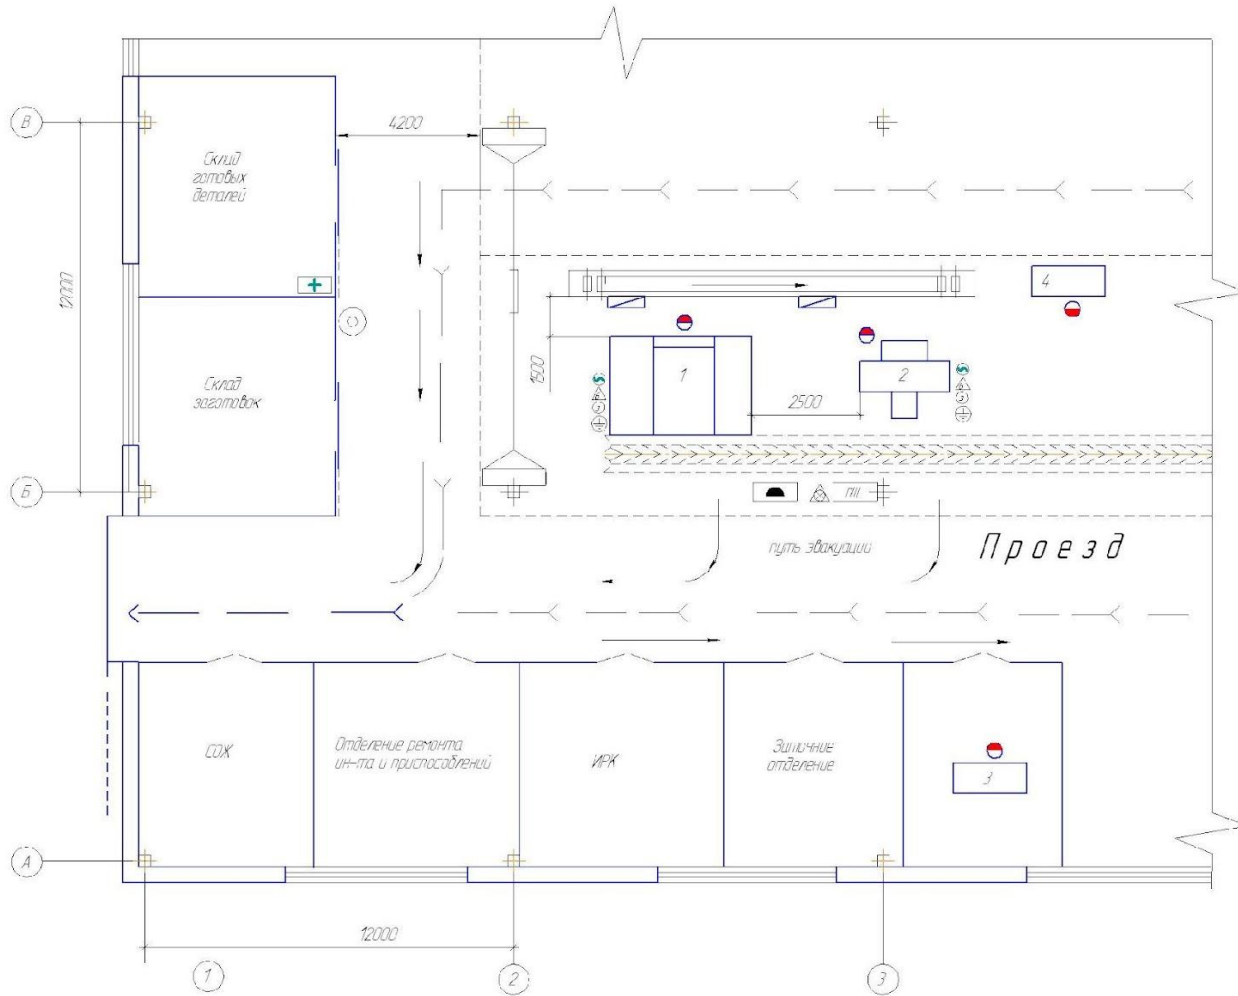 В
4200
Склад
готовых
деталей
12000
4
С
1500
1
2
2500
Склад
заготовок
Б
путь эвакуации
Проезд
СОЖ
Отделение ремонта
ин-та и приспособлений
ИРК
Заточное
отделение
3
А
12000
1
2
3